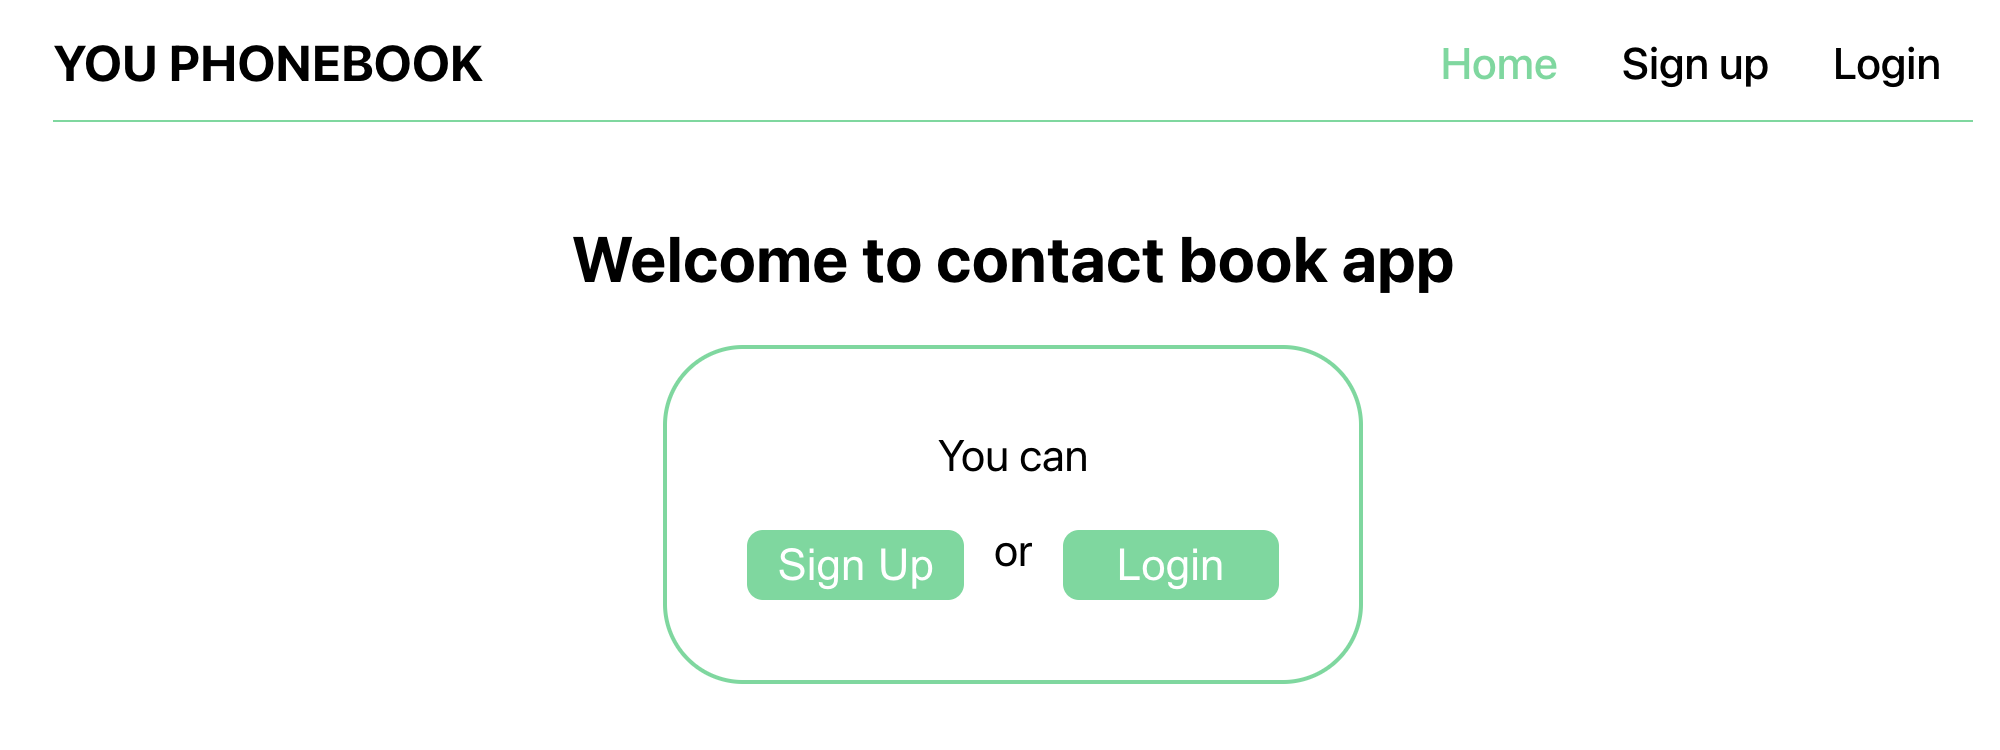 YOU PHONEBOOK Home Sign up Login
Welcome to contact book app
You can
Sign Up or Login